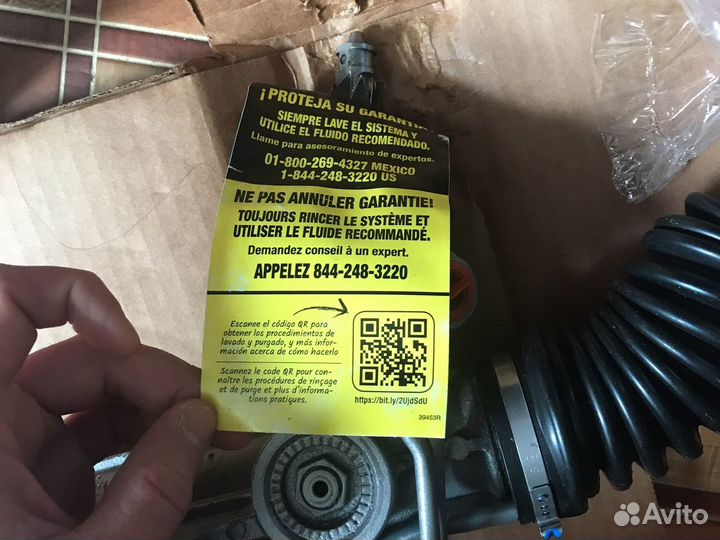 ¡PROTEJA SU GARANTÍA!
SIEMPRE LAVE EL SISTEMA Y
UTILICE EL FLUIDO RECOMENDADO.
Llame para asesoramiento de expertos.
01-800-269-4327 MEXICO
1-844-248-3220 US
NE PAS ANNULER GARANTIE!
TOUJOURS RINCER LE SYSTÈME ET
UTILISER LE FLUIDE RECOMMANDÉ.
Demandez conseil à un expert.
APPELEZ 844-248-3220
Escanee el código QR para
obtener los procedimientos de
lavado y purgado, y más infor-
mación acerca de cómo hacerlo
Scannez le code QR pour con-
naître les procédures de rinçage
et de purge et plus d'informa-
tions pratiques.
https://bit.ly/2UjdSdU
39453R
Avito